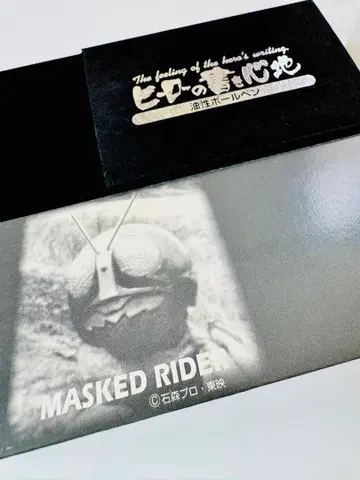 The feeling of the hero's writing.
ヒーローの書き心地
油性ボールペン
MASKED RIDER
©石森プロ・東映